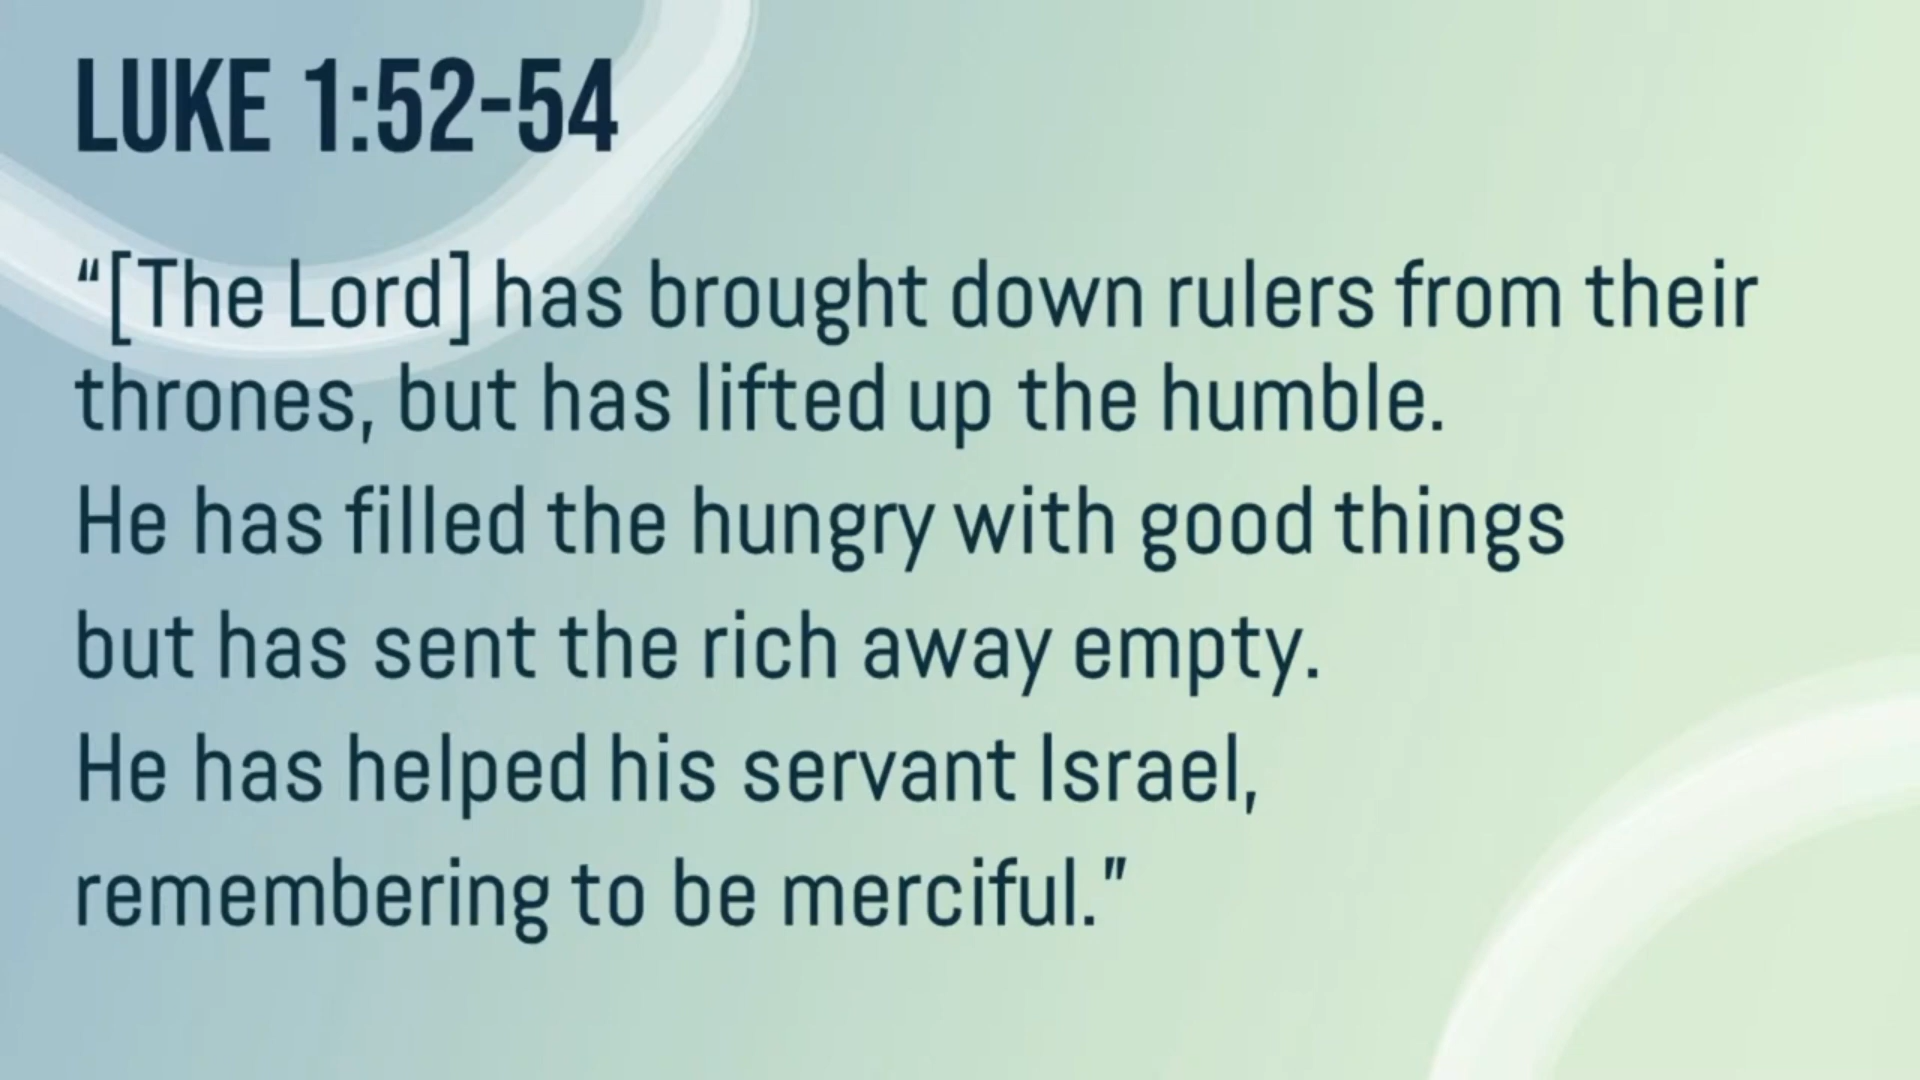 LUKE 1:52-54
“[The Lord] has brought down rulers from their
thrones, but has lifted up the humble.
He has filled the hungry with good things
but has sent the rich away empty.
He has helped his servant Israel,
remembering to be merciful.”